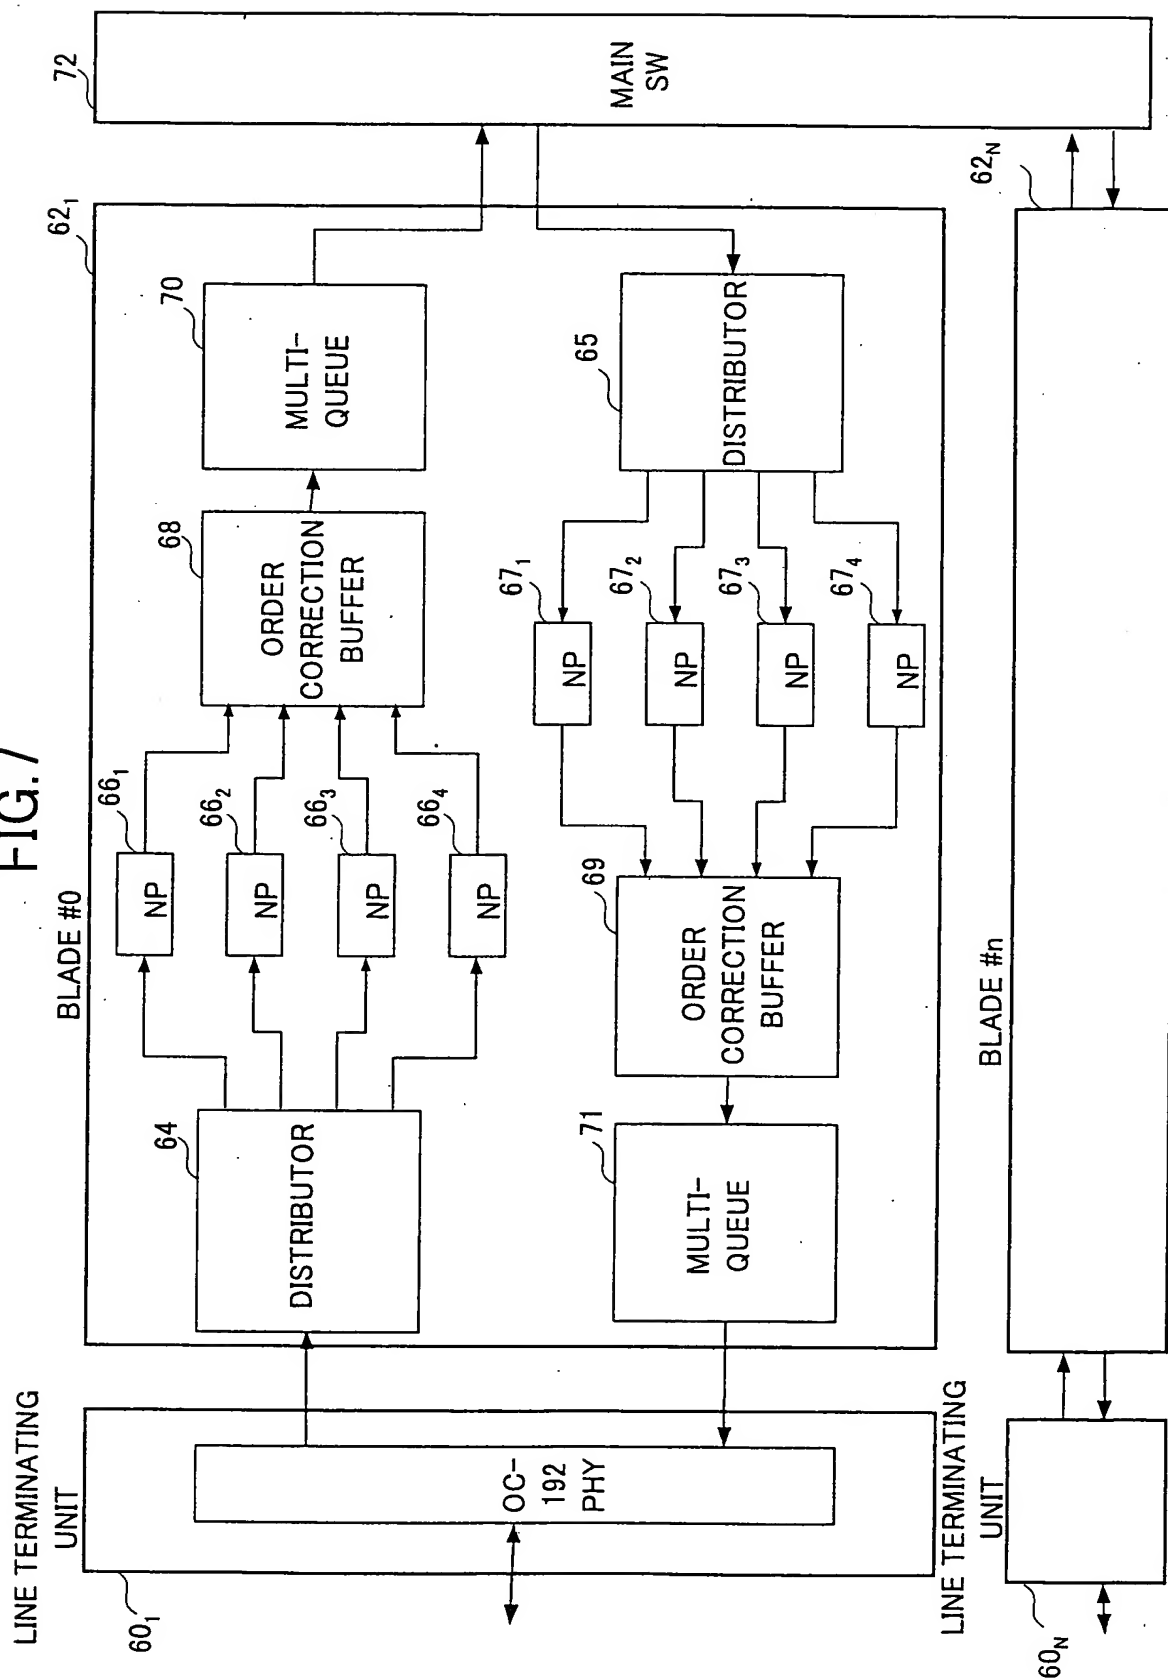 FIG. 7
LINE TERMINATING
UNIT
60₁
OC-
192
PHY
BLADE #0
62₁
64
DISTRIBUTOR
66₁
NP
66₂
NP
66₃
NP
66₄
NP
68
ORDER
CORRECTION
BUFFER
70
MULTI-
QUEUE
72
MAIN
SW
65
DISTRIBUTOR
67₁
NP
67₂
NP
67₃
NP
67₄
NP
69
ORDER
CORRECTION
BUFFER
71
MULTI-
QUEUE
LINE TERMINATING
UNIT
60N
BLADE #n
62N